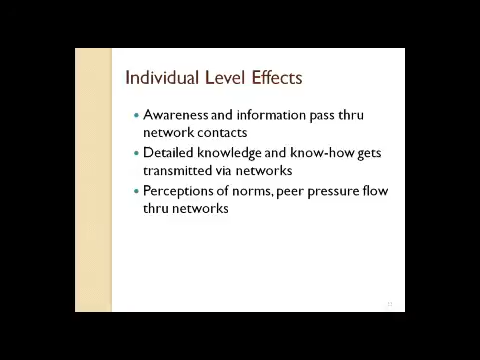 Individual Level Effects
Awareness and information pass thru
network contacts
Detailed knowledge and know-how gets
transmitted via networks
Perceptions of norms, peer pressure flow
thru networks